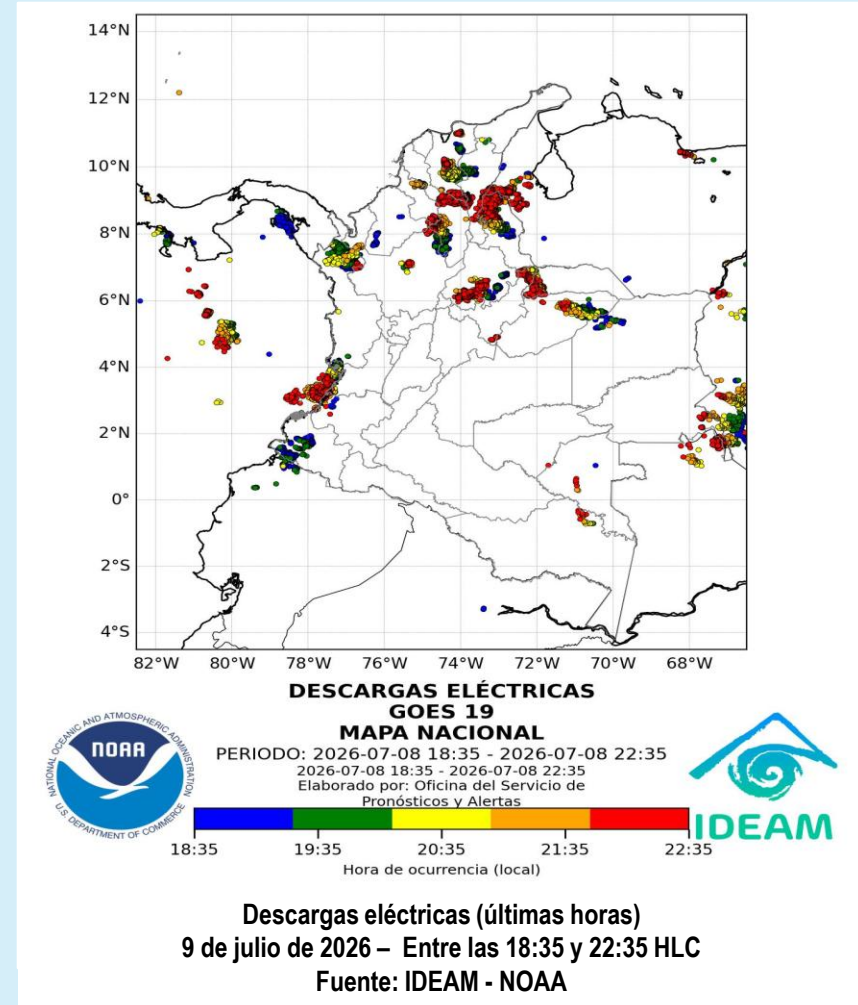 14°N
12°N
10°N
8°N
6°N
4°N
2°N
0°
2°S
4°S
82°W 80°W 78°W 76°W 74°W 72°W 70°W 68°W
DESCARGAS ELÉCTRICAS
GOES 19
MAPA NACIONAL
PERIODO: 2026-07-08 18:35 - 2026-07-08 22:35
2026-07-08 18:35 - 2026-07-08 22:35
Elaborado por: Oficina del Servicio de
Pronósticos y Alertas
NATIONAL OCEANIC AND ATMOSPHERIC ADMINISTRATION
NOAA
U.S. DEPARTMENT OF COMMERCE
IDEAM
18:35 19:35 20:35 21:35 22:35
Hora de ocurrencia (local)
Descargas eléctricas (últimas horas)
9 de julio de 2026 – Entre las 18:35 y 22:35 HLC
Fuente: IDEAM - NOAA